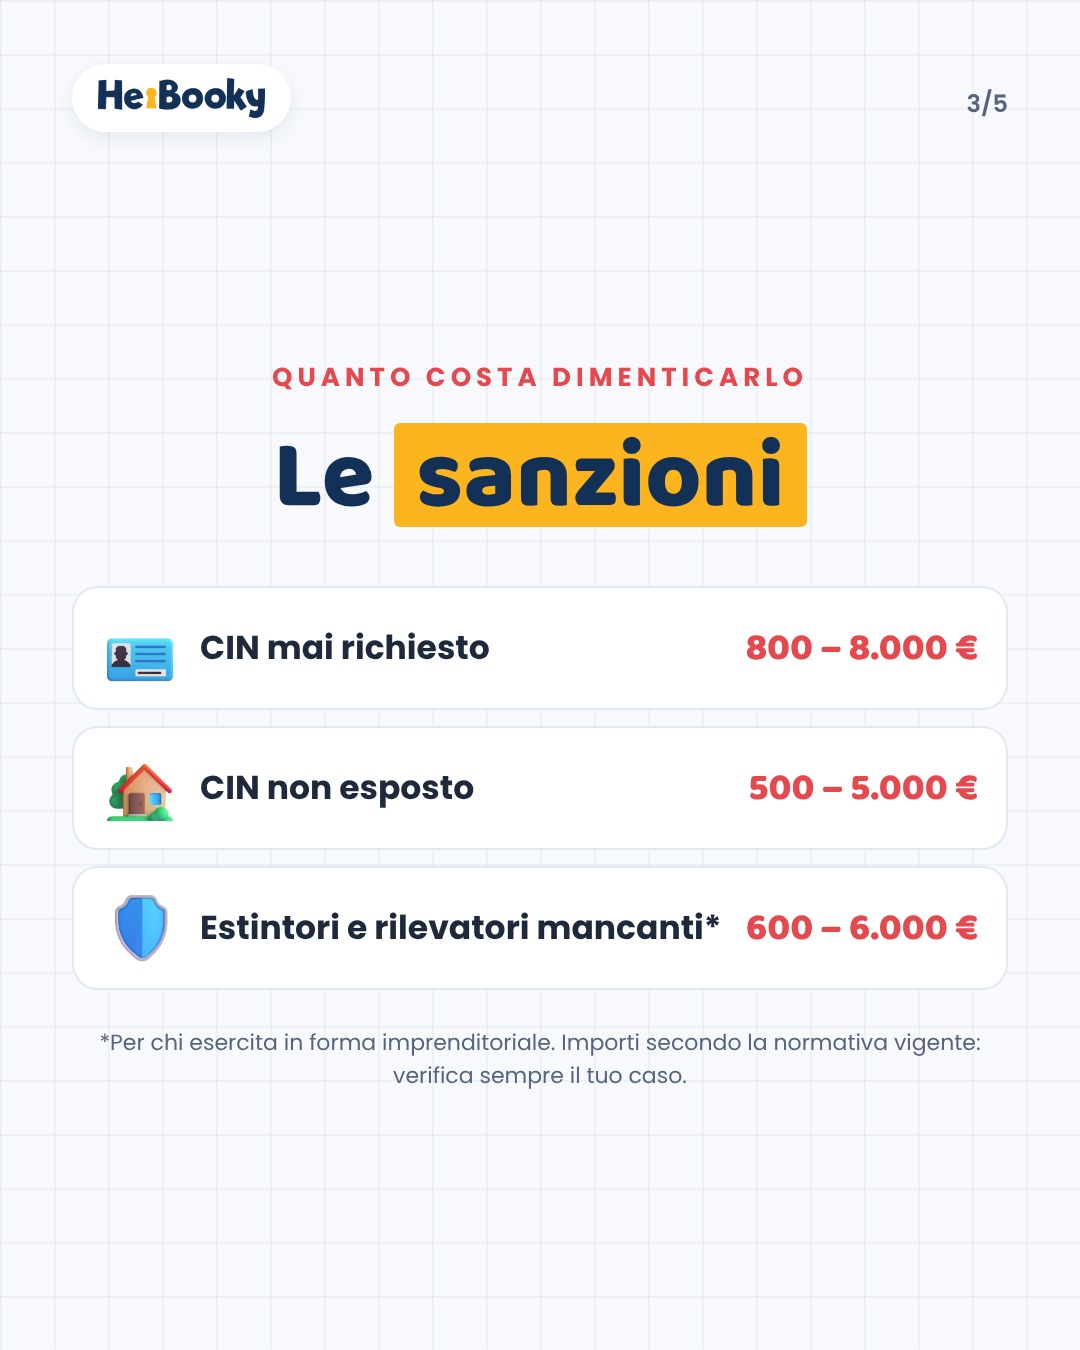 HeiBooky
3/5
QUANTO COSTA DIMENTICARLO
Le sanzioni
CIN mai richiesto 800 – 8.000 €
CIN non esposto 500 – 5.000 €
Estintori e rilevatori mancanti* 600 – 6.000 €
*Per chi esercita in forma imprenditoriale. Importi secondo la normativa vigente:
verifica sempre il tuo caso.